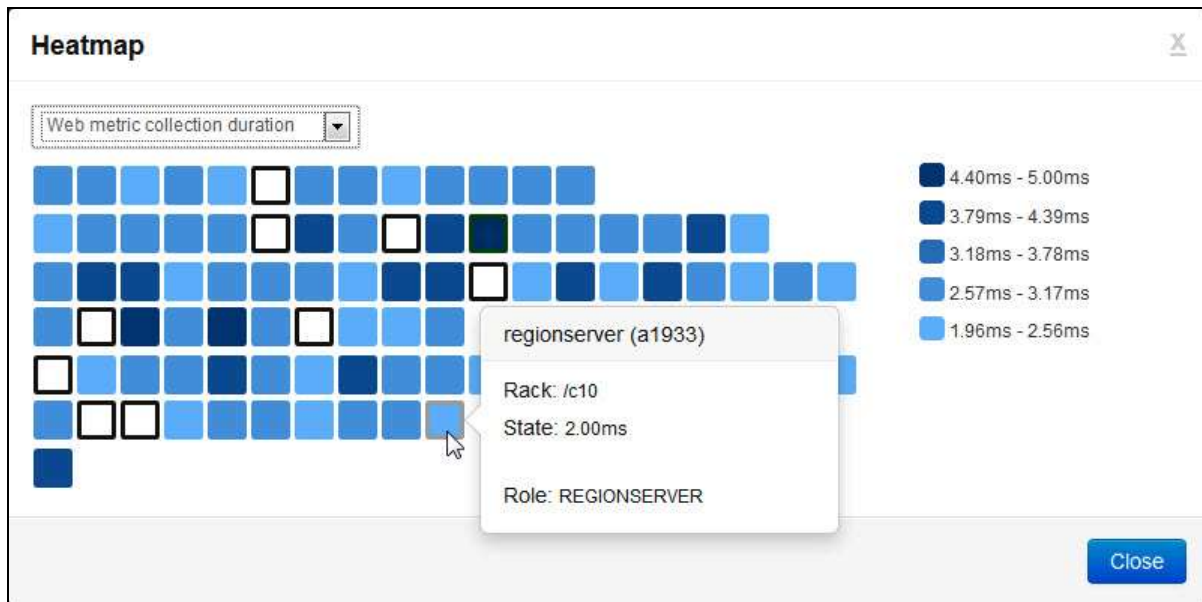 Heatmap
X
Web metric collection duration
4.40ms - 5.00ms
3.79ms - 4.39ms
3.18ms - 3.78ms
2.57ms - 3.17ms
1.96ms - 2.56ms
regionserver (a1933)
Rack: /c10
State: 2.00ms
Role: REGIONSERVER
Close